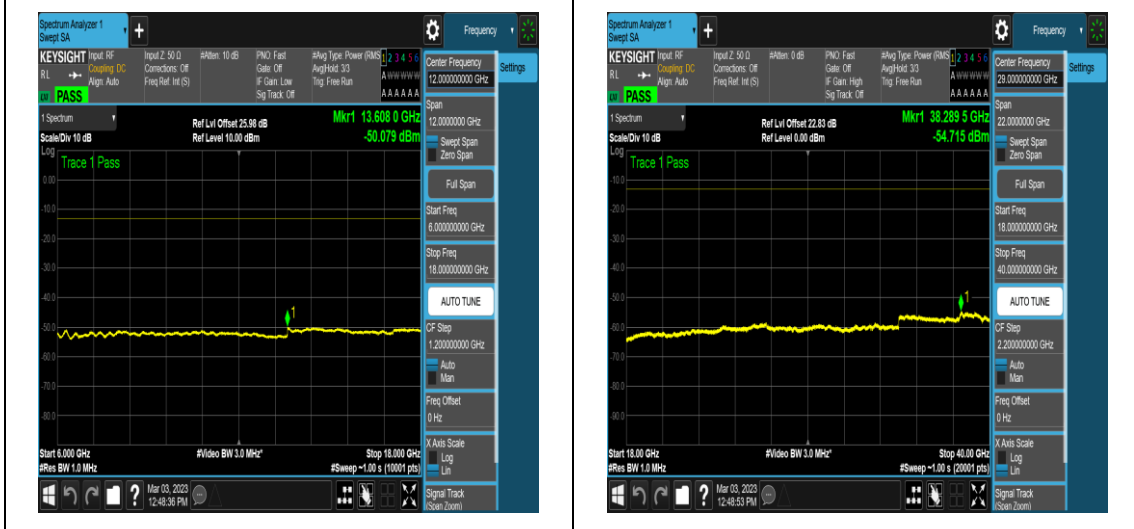 Spectrum Analyzer 1
Swept SA
+
Frequency
KEYSIGHT
RL
Input: RF
Coupling: DC
Align: Auto
Input Z: 50 Ω
Corrections: Off
Freq Ref: Int (S)
#Atten: 10 dB
PNO: Fast
Gate: Off
IF Gain: Low
Sig Track: Off
#Avg Type: Power (RMS
Avg|Hold: 3/3
Trig: Free Run
1 2 3 4 5 6
A W W W W W
A A A A A A
PASS
1 Spectrum
Scale/Div 10 dB
Log
Ref Lvl Offset 25.98 dB
Ref Level 10.00 dBm
Mkr1 13.608 0 GHz
-50.079 dBm
Trace 1 Pass
0.00
-10.0
-20.0
-30.0
-40.0
-50.0
-60.0
-70.0
-80.0
1
Start 6.000 GHz
#Res BW 1.0 MHz
#Video BW 3.0 MHz*
Stop 18.000 GHz
#Sweep ~1.00 s (10001 pts)
Mar 03, 2023
12:48:36 PM
Center Frequency
12.000000000 GHz
Settings
Span
12.0000000 GHz
Swept Span
Zero Span
Full Span
Start Freq
6.000000000 GHz
Stop Freq
18.000000000 GHz
AUTO TUNE
CF Step
1.200000000 GHz
Auto
Man
Freq Offset
0 Hz
X Axis Scale
Log
Lin
Signal Track
(Span Zoom)
Spectrum Analyzer 1
Swept SA
+
Frequency
KEYSIGHT
RL
Input: RF
Coupling: DC
Align: Auto
Input Z: 50 Ω
Corrections: Off
Freq Ref: Int (S)
#Atten: 0 dB
PNO: Fast
Gate: Off
IF Gain: High
Sig Track: Off
#Avg Type: Power (RMS
Avg|Hold: 3/3
Trig: Free Run
1 2 3 4 5 6
A W W W W W
A A A A A A
PASS
1 Spectrum
Scale/Div 10 dB
Log
Ref Lvl Offset 22.83 dB
Ref Level 0.00 dBm
Mkr1 38.289 5 GHz
-54.715 dBm
Trace 1 Pass
-10.0
-20.0
-30.0
-40.0
-50.0
-60.0
-70.0
-80.0
-90.0
1
Start 18.00 GHz
#Res BW 1.0 MHz
#Video BW 3.0 MHz*
Stop 40.00 GHz
#Sweep ~1.00 s (20001 pts)
Mar 03, 2023
12:48:53 PM
Center Frequency
29.000000000 GHz
Settings
Span
22.0000000 GHz
Swept Span
Zero Span
Full Span
Start Freq
18.000000000 GHz
Stop Freq
40.000000000 GHz
AUTO TUNE
CF Step
2.200000000 GHz
Auto
Man
Freq Offset
0 Hz
X Axis Scale
Log
Lin
Signal Track
(Span Zoom)